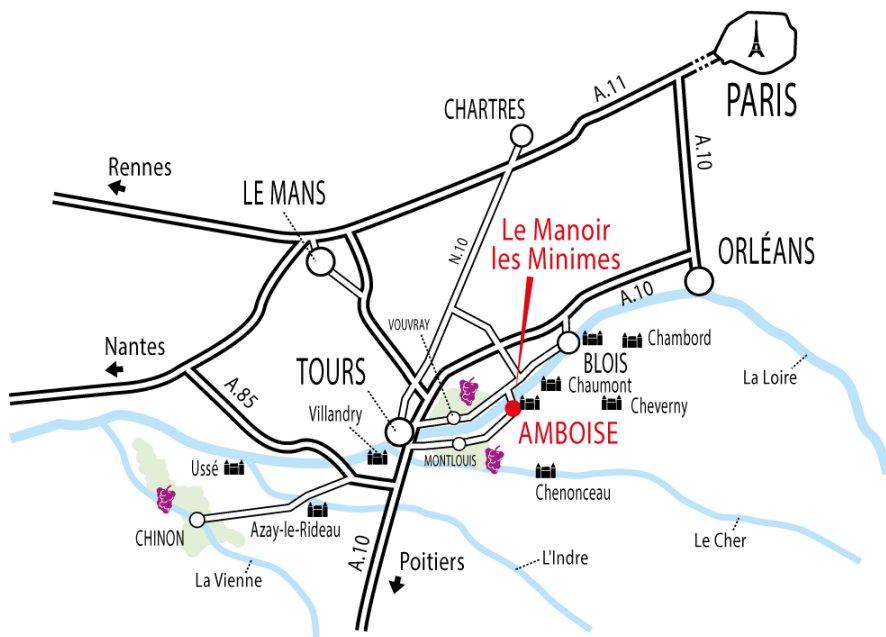 PARIS
A.11
CHARTRES
A.10
Rennes
LE MANS
N.10
Le Manoir
les Minimes
ORLÉANS
A.10
VOUVRAY
Chambord
BLOIS
Nantes
TOURS
Chaumont
La Loire
A.85
Villandry
Cheverny
AMBOISE
MONTLOUIS
Ussé
Chenonceau
Azay-le-Rideau
CHINON
Le Cher
A.10
Poitiers
L'Indre
La Vienne